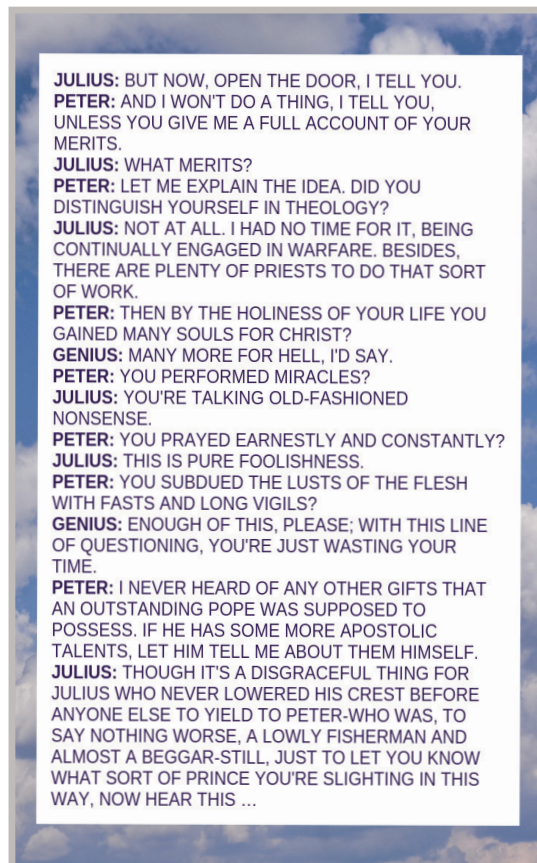 JULIUS: BUT NOW, OPEN THE DOOR, I TELL YOU.
PETER: AND I WON'T DO A THING, I TELL YOU,
UNLESS YOU GIVE ME A FULL ACCOUNT OF YOUR
MERITS.
JULIUS: WHAT MERITS?
PETER: LET ME EXPLAIN THE IDEA. DID YOU
DISTINGUISH YOURSELF IN THEOLOGY?
JULIUS: NOT AT ALL. I HAD NO TIME FOR IT, BEING
CONTINUALLY ENGAGED IN WARFARE. BESIDES,
THERE ARE PLENTY OF PRIESTS TO DO THAT SORT
OF WORK.
PETER: THEN BY THE HOLINESS OF YOUR LIFE YOU
GAINED MANY SOULS FOR CHRIST?
GENIUS: MANY MORE FOR HELL, I'D SAY.
PETER: YOU PERFORMED MIRACLES?
JULIUS: YOU'RE TALKING OLD-FASHIONED
NONSENSE.
PETER: YOU PRAYED EARNESTLY AND CONSTANTLY?
JULIUS: THIS IS PURE FOOLISHNESS.
PETER: YOU SUBDUED THE LUSTS OF THE FLESH
WITH FASTS AND LONG VIGILS?
GENIUS: ENOUGH OF THIS, PLEASE; WITH THIS LINE
OF QUESTIONING, YOU'RE JUST WASTING YOUR
TIME.
PETER: I NEVER HEARD OF ANY OTHER GIFTS THAT
AN OUTSTANDING POPE WAS SUPPOSED TO
POSSESS. IF HE HAS SOME MORE APOSTOLIC
TALENTS, LET HIM TELL ME ABOUT THEM HIMSELF.
JULIUS: THOUGH IT'S A DISGRACEFUL THING FOR
JULIUS WHO NEVER LOWERED HIS CREST BEFORE
ANYONE ELSE TO YIELD TO PETER-WHO WAS, TO
SAY NOTHING WORSE, A LOWLY FISHERMAN AND
ALMOST A BEGGAR-STILL, JUST TO LET YOU KNOW
WHAT SORT OF PRINCE YOU'RE SLIGHTING IN THIS
WAY, NOW HEAR THIS ...